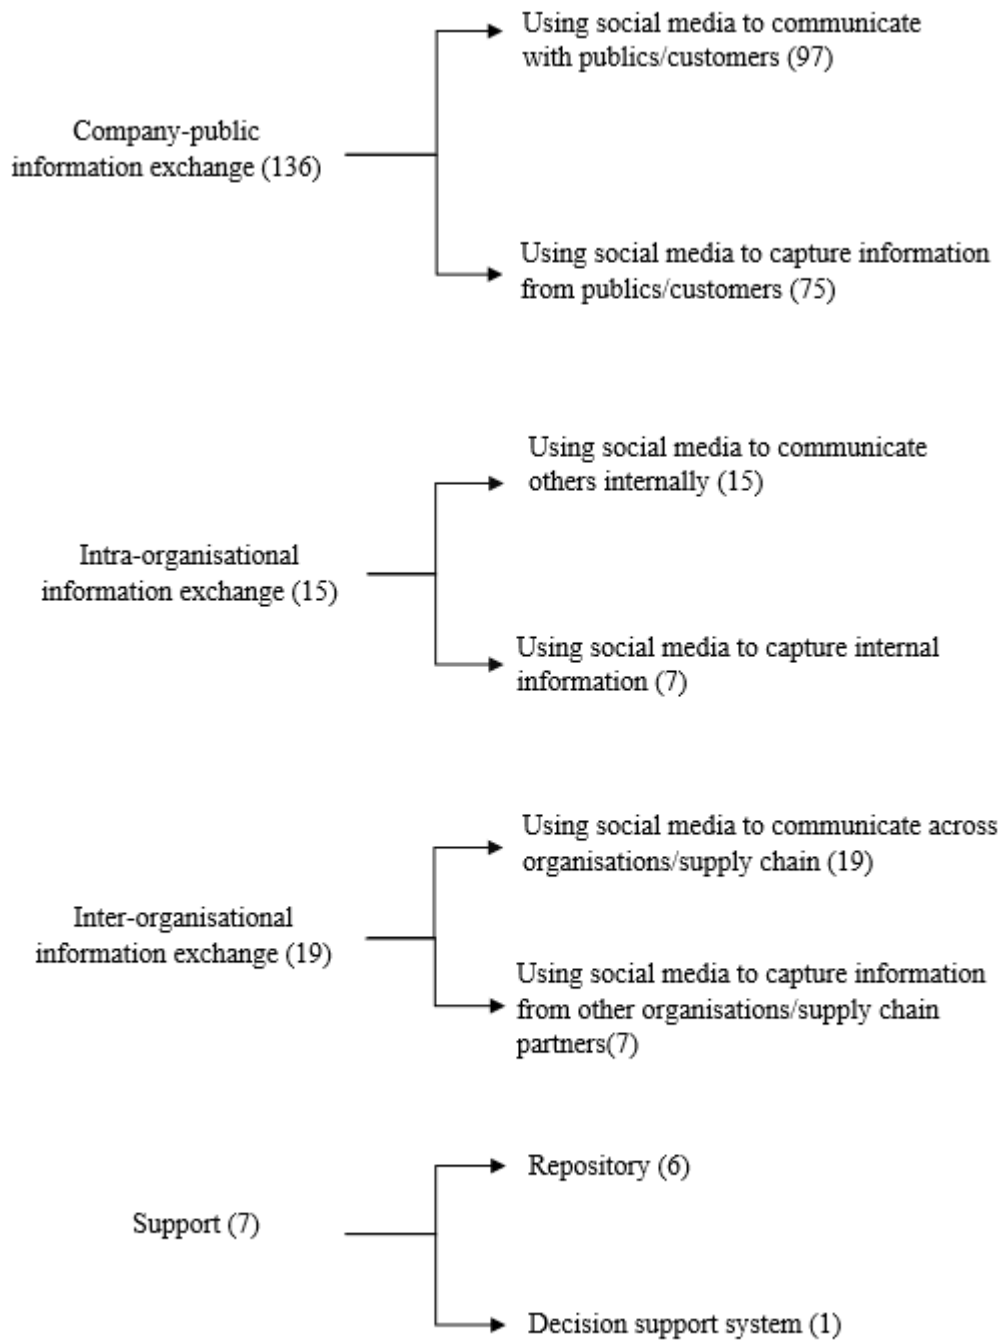 Using social media to communicate
with publics/customers (97)
Company-public
information exchange (136)
Using social media to capture information
from publics/customers (75)
Using social media to communicate
others internally (15)
Intra-organisational
information exchange (15)
Using social media to capture internal
information (7)
Using social media to communicate across
organisations/supply chain (19)
Inter-organisational
information exchange (19)
Using social media to capture information
from other organisations/supply chain
partners(7)
Repository (6)
Support (7)
Decision support system (1)